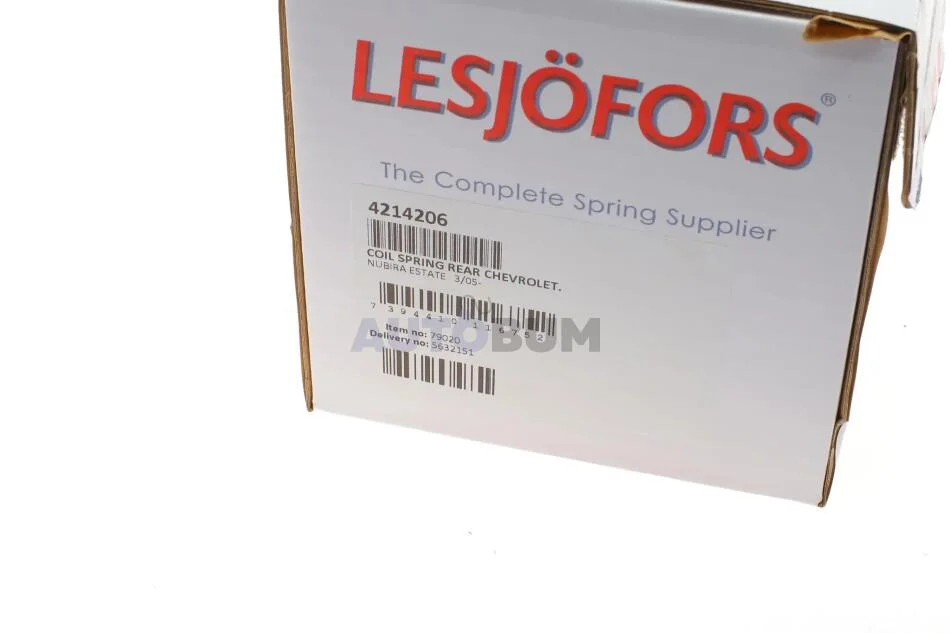 LESJÖFORS®
The Complete Spring Supplier
4214206
COIL SPRING REAR CHEVROLET.
NUBIRA ESTATE 3/05-
7 394410 116752
Item no: 79020
AUTOBUM
Delivery no: 5632151